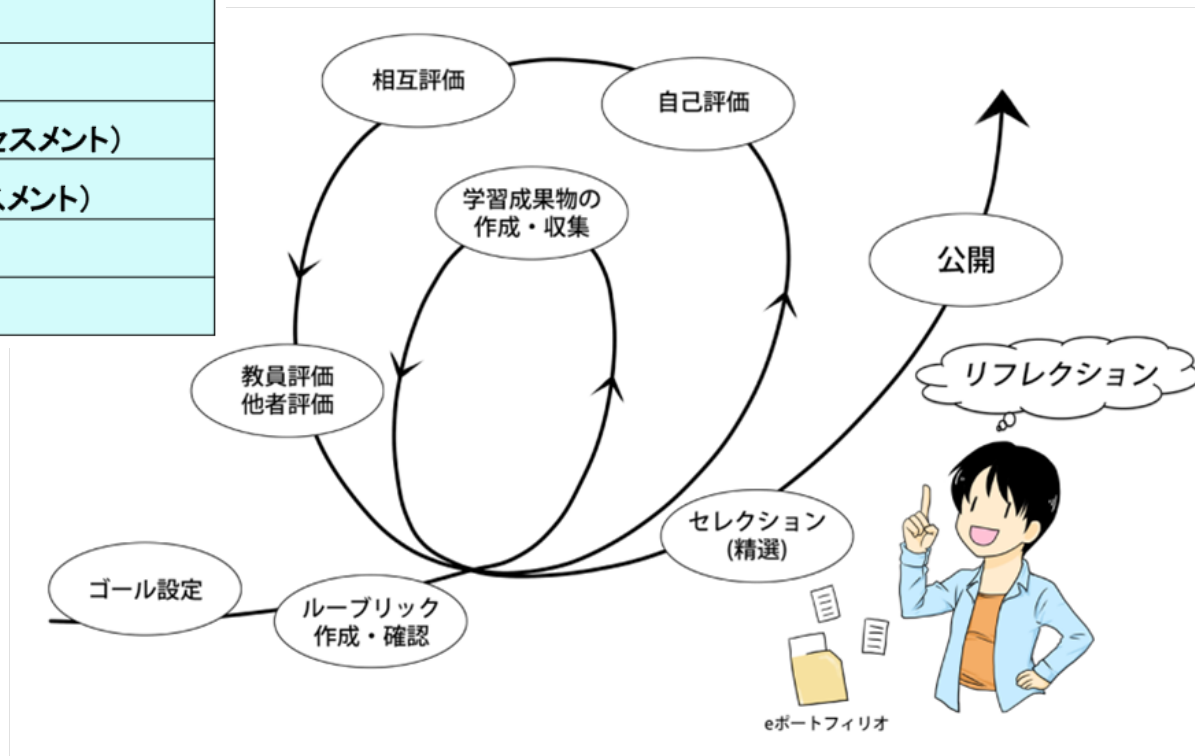 セスメント）
スメント）
相互評価
自己評価
学習成果物の
作成・収集
公開
リフレクション
教員評価
他者評価
セレクション
(精選)
ゴール設定
ルーブリック
作成・確認
eポートフィリオ